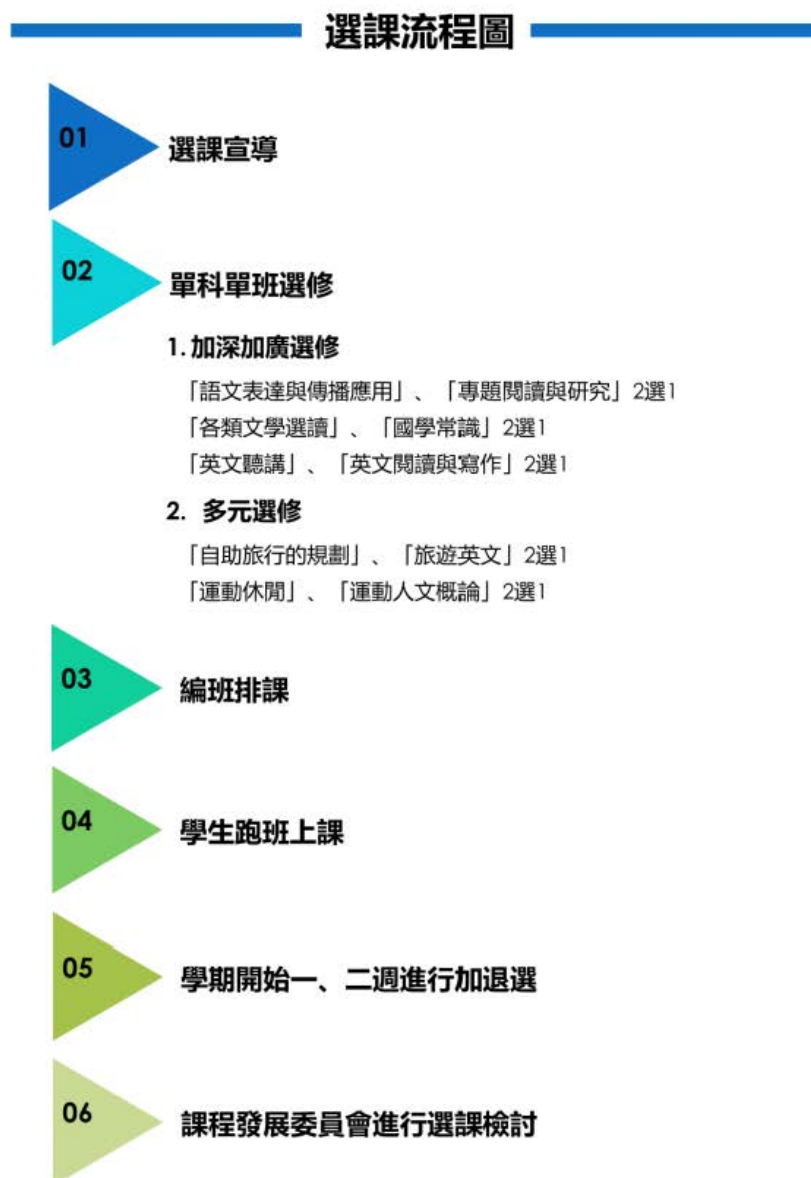 選課流程圖
01
選課宣導
02
單科單班選修
1. 加深加廣選修
「語文表達與傳播應用」、「專題閱讀與研究」2選1
「各類文學選讀」、「國學常識」2選1
「英文聽講」、「英文閱讀與寫作」2選1
2. 多元選修
「自助旅行的規劃」、「旅遊英文」2選1
「運動休閒」、「運動人文概論」2選1
03
編班排課
04
學生跑班上課
05
學期開始一、二週進行加退選
06
課程發展委員會進行選課檢討